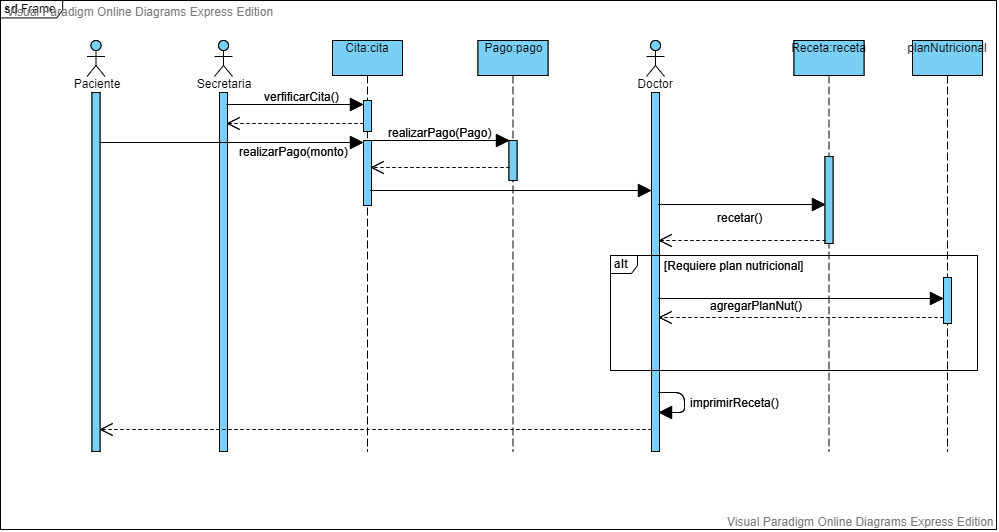 sd Frame
Visual Paradigm Online Diagrams Express Edition
Cita:cita
Pago:pago
Receta:receta
planNutricional
Paciente
Secretaria
Doctor
verfificarCita()
realizarPago(Pago)
realizarPago(monto)
recetar()
alt
[Requiere plan nutricional]
agregarPlanNut()
imprimirReceta()
Visual Paradigm Online Diagrams Express Edition